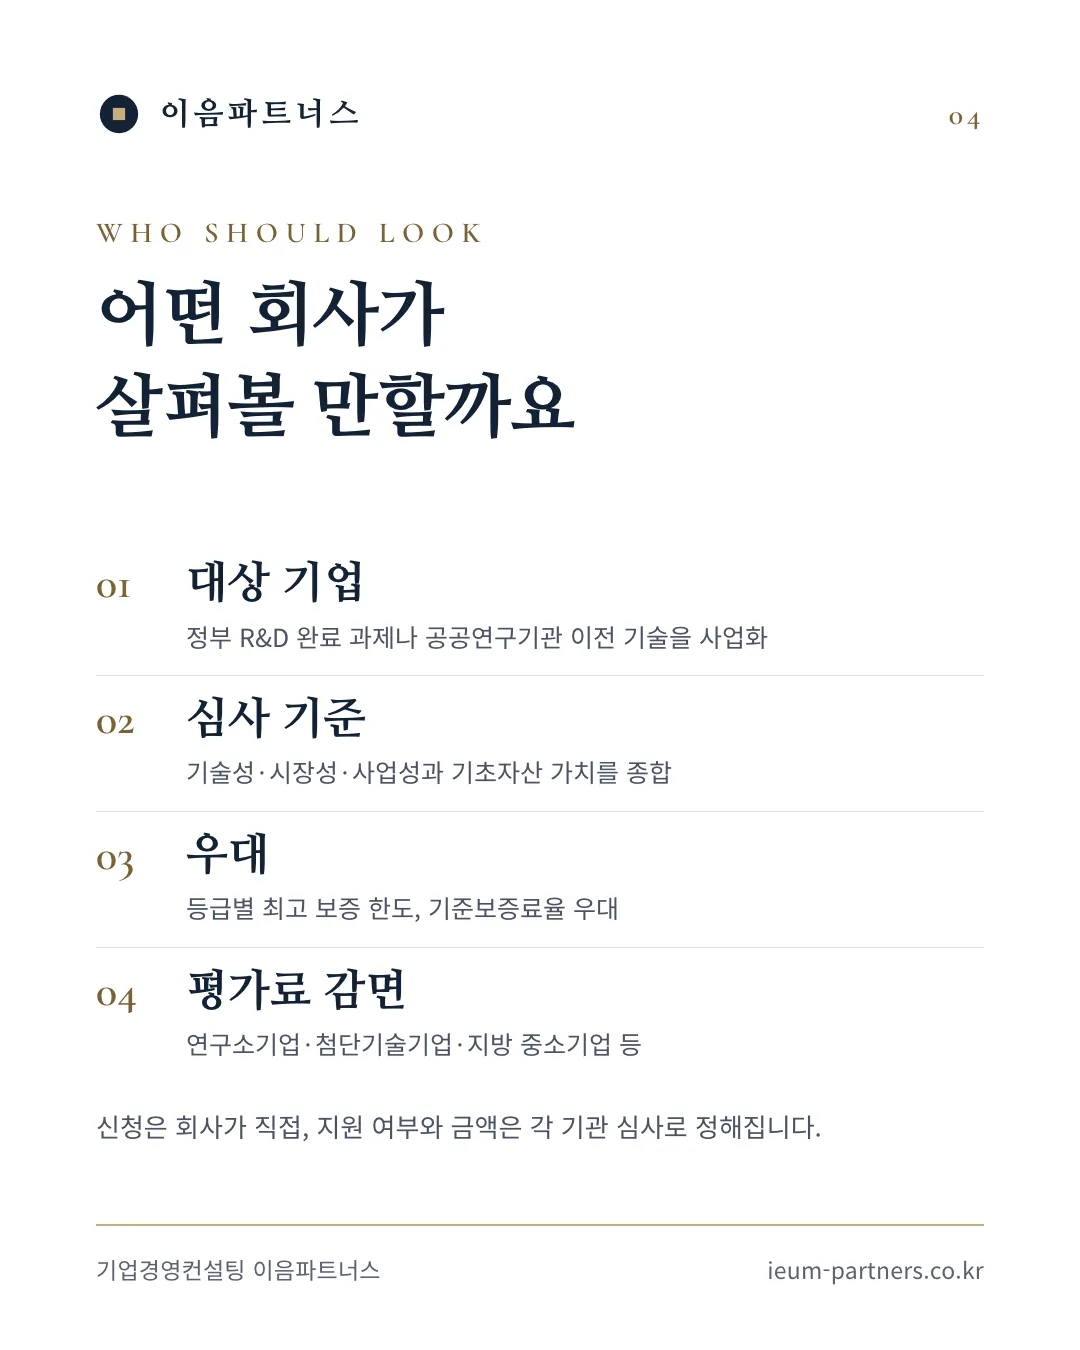 이음파트너스
04
WHO SHOULD LOOK
어떤 회사가
살펴볼 만할까요
01 대상 기업
정부 R&D 완료 과제나 공공연구기관 이전 기술을 사업화
02 심사 기준
기술성·시장성·사업성과 기초자산 가치를 종합
03 우대
등급별 최고 보증 한도, 기준보증료율 우대
04 평가료 감면
연구소기업·첨단기술기업·지방 중소기업 등
신청은 회사가 직접, 지원 여부와 금액은 각 기관 심사로 정해집니다.
기업경영컨설팅 이음파트너스
ieum-partners.co.kr